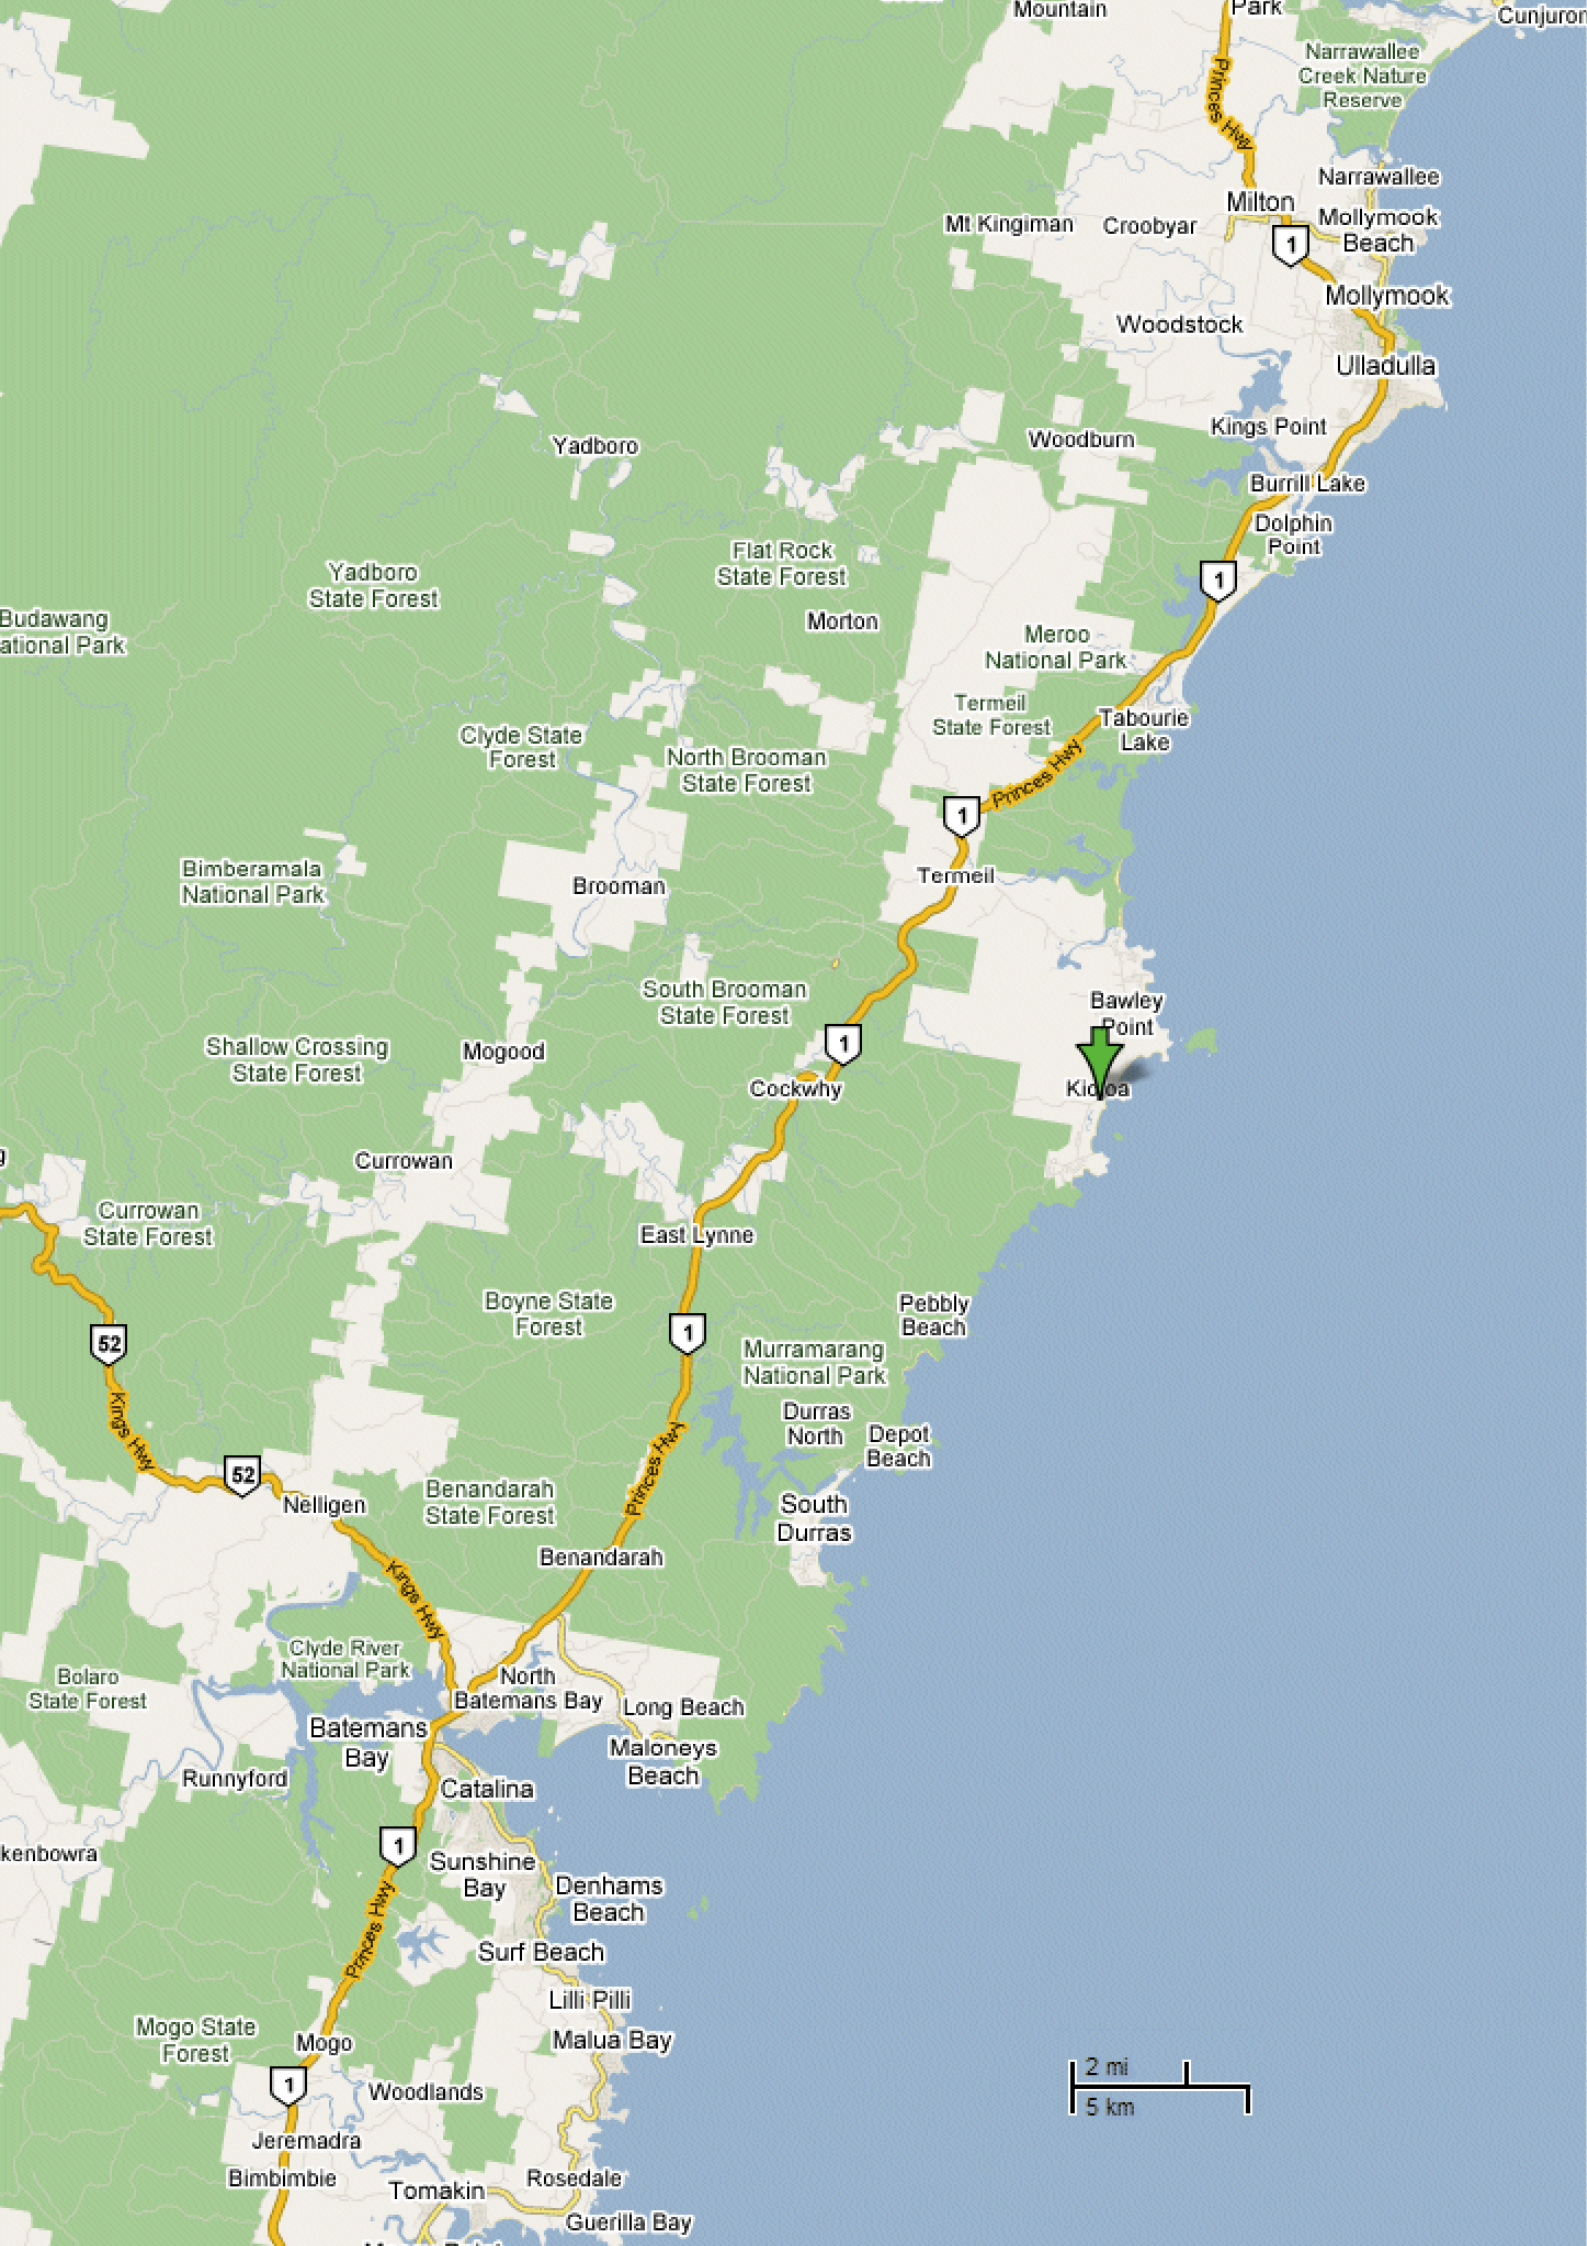 Mountain
Park
Cunjuron
Narrawallee
Creek Nature
Reserve
Princes Hwy
Narrawallee
Milton
Mollymook
Beach
Mt Kingiman
Croobyar
1
Mollymook
Woodstock
Ulladulla
Kings Point
Woodburn
Yadboro
Burrill Lake
Dolphin
Point
Flat Rock
State Forest
Yadboro
State Forest
1
Budawang
ational Park
Morton
Meroo
National Park
Termeil
State Forest
Tabourie
Lake
Clyde State
Forest
North Brooman
State Forest
Princes Hwy
1
Termeil
Bimberamala
National Park
Brooman
South Brooman
State Forest
Bawley
Point
Shallow Crossing
State Forest
Mogood
1
Cockwhy
Currowan
Currowan
State Forest
East Lynne
Boyne State
Forest
Pebbly
Beach
52
1
Murramarang
National Park
Kings Hwy
Durras
North
Depot
Beach
Princes Hwy
52
Nelligen
Benandarah
State Forest
South
Durras
Benandarah
Kings Hwy
Clyde River
National Park
Bolaro
State Forest
North
Batemans Bay
Long Beach
Batemans
Bay
Maloneys
Beach
Runnyford
Catalina
1
kenbowra
Sunshine
Bay
Denhams
Beach
Princes Hwy
Surf Beach
Lilli Pilli
Mogo State
Forest
Mogo
Malua Bay
1
Woodlands
2 mi
5 km
Jeremadra
Bimbimbie
Tomakin
Rosedale
Guerilla Bay